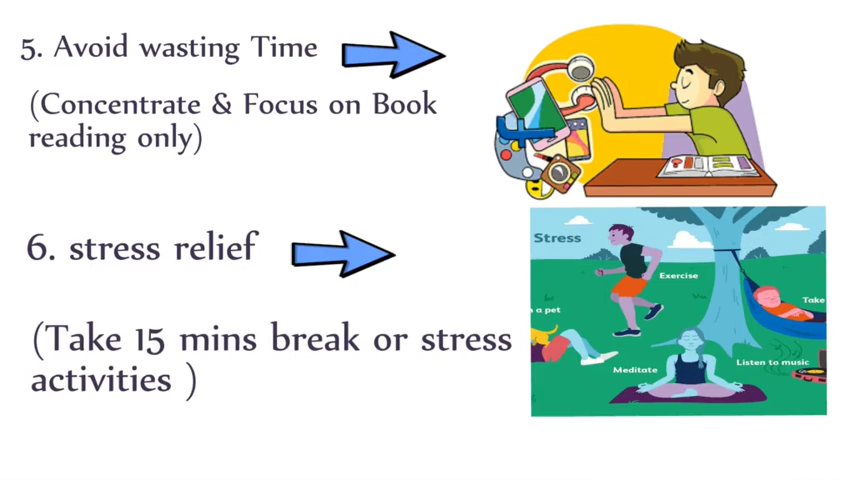 5. Avoid wasting Time
(Concentrate & Focus on Book
reading only)
6. stress relief
(Take 15 mins break or stress
activities )
Stress
Exercise
n a pet
Take
Meditate
Listen to music